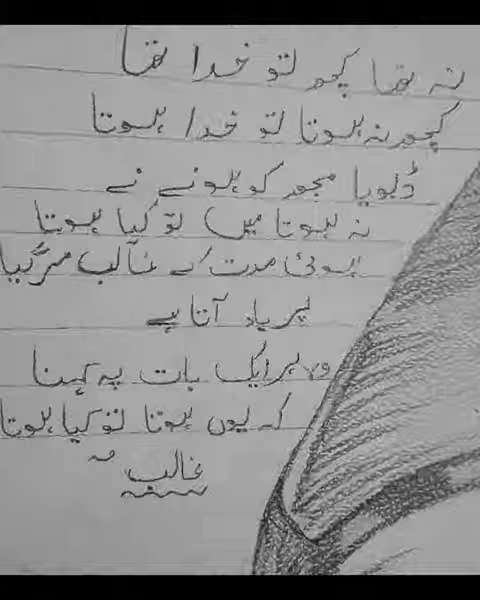 نہ تھا کچھ تو خدا تھا
کچھ نہ ہوتا تو خدا ہوتا
ڈبویا مجھ کو ہونے نے
نہ ہوتا میں تو کیا ہوتا
ہوئی مدت کے غالب مر گیا
پر یاد آتا ہے
وہ ہر ایک بات پہ کہنا
کہ یوں ہوتا تو کیا ہوتا
غالب